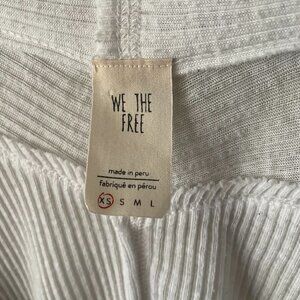 WE THE
FREE
made in peru
fabriqué en pérou
XS S M L